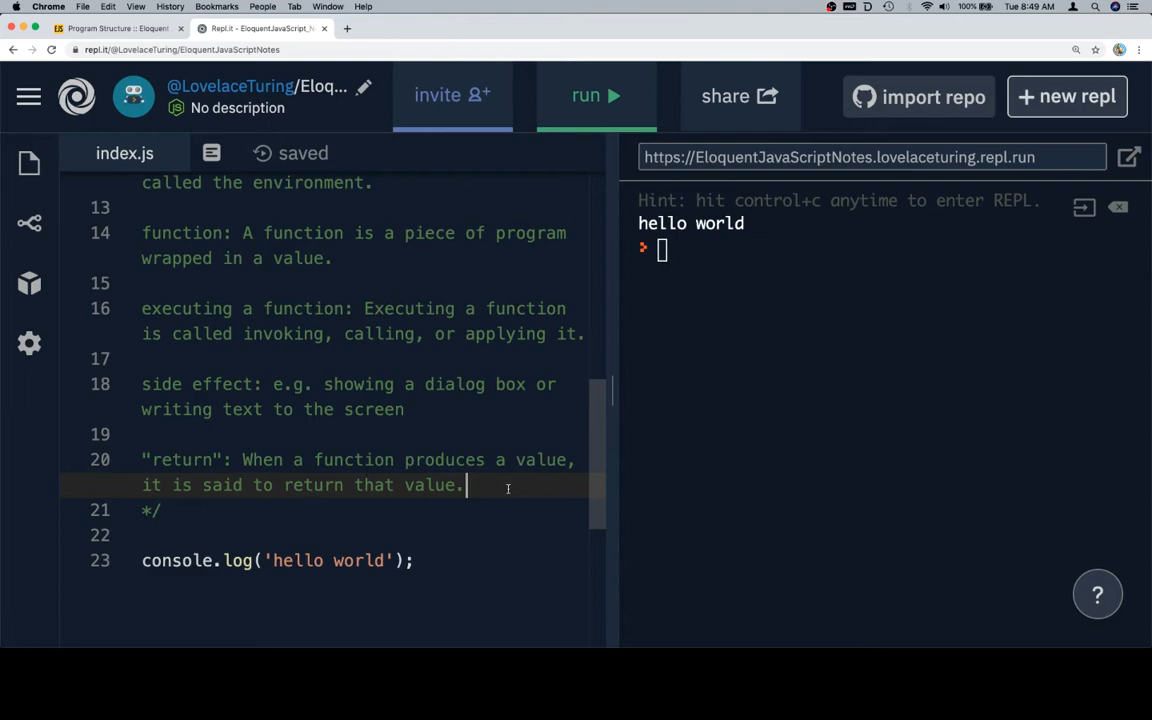 Chrome File Edit View History Bookmarks People Tab Window Help 100% Tue 8:49 AM
EJS Program Structure :: Eloquent Repl.it - EloquentJavaScript_N
repl.it/@LovelaceTuring/EloquentJavaScriptNotes
@LovelaceTuring/Eloq...
No description
invite
run
share
import repo
+ new repl
index.js
saved
https://EloquentJavaScriptNotes.lovelaceturing.repl.run
called the environment.
13
14 function: A function is a piece of program
wrapped in a value.
15
16 executing a function: Executing a function
is called invoking, calling, or applying it.
17
18 side effect: e.g. showing a dialog box or
writing text to the screen
19
20 "return": When a function produces a value,
it is said to return that value.
21 */
22
23 console.log('hello world');
Hint: hit control+c anytime to enter REPL.
hello world
?